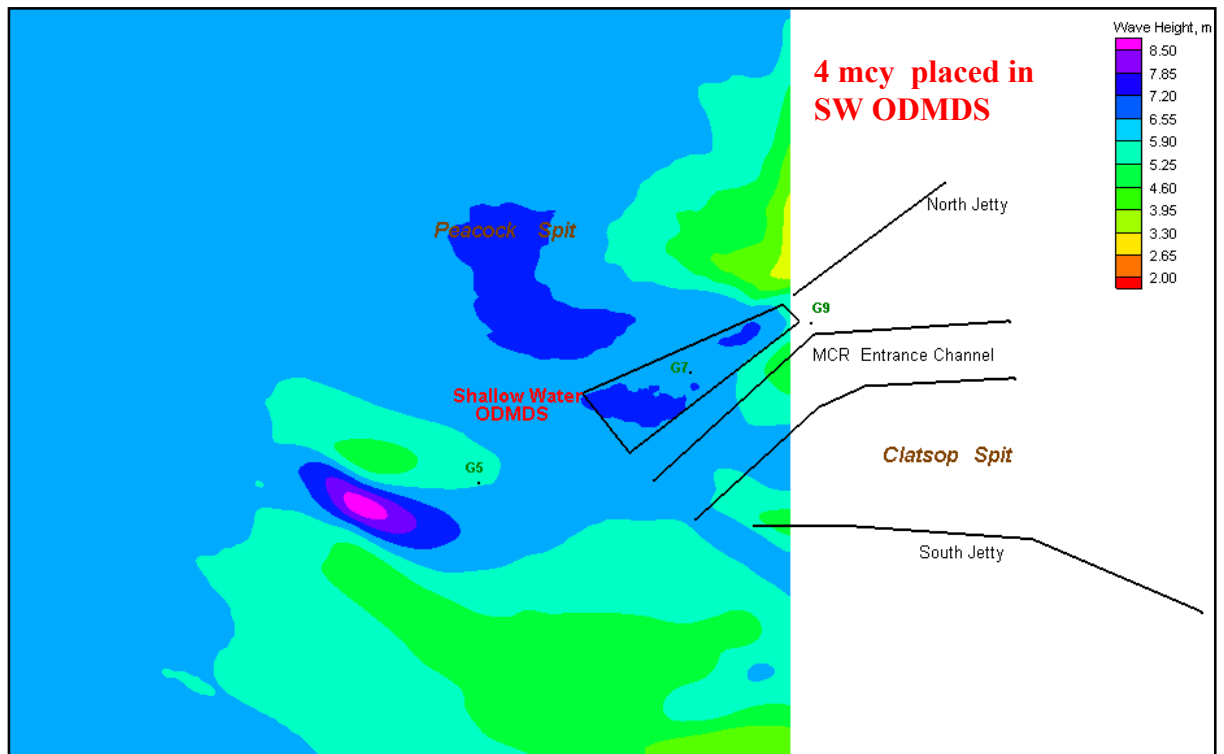 Wave Height, m
8.50
7.85
7.20
6.55
5.90
5.25
4.60
3.95
3.30
2.65
2.00
4 mcy placed in
SW ODMDS
North Jetty
Peacock Spit
G9
MCR Entrance Channel
G7
Shallow Water
ODMDS
G5
Clatsop Spit
South Jetty